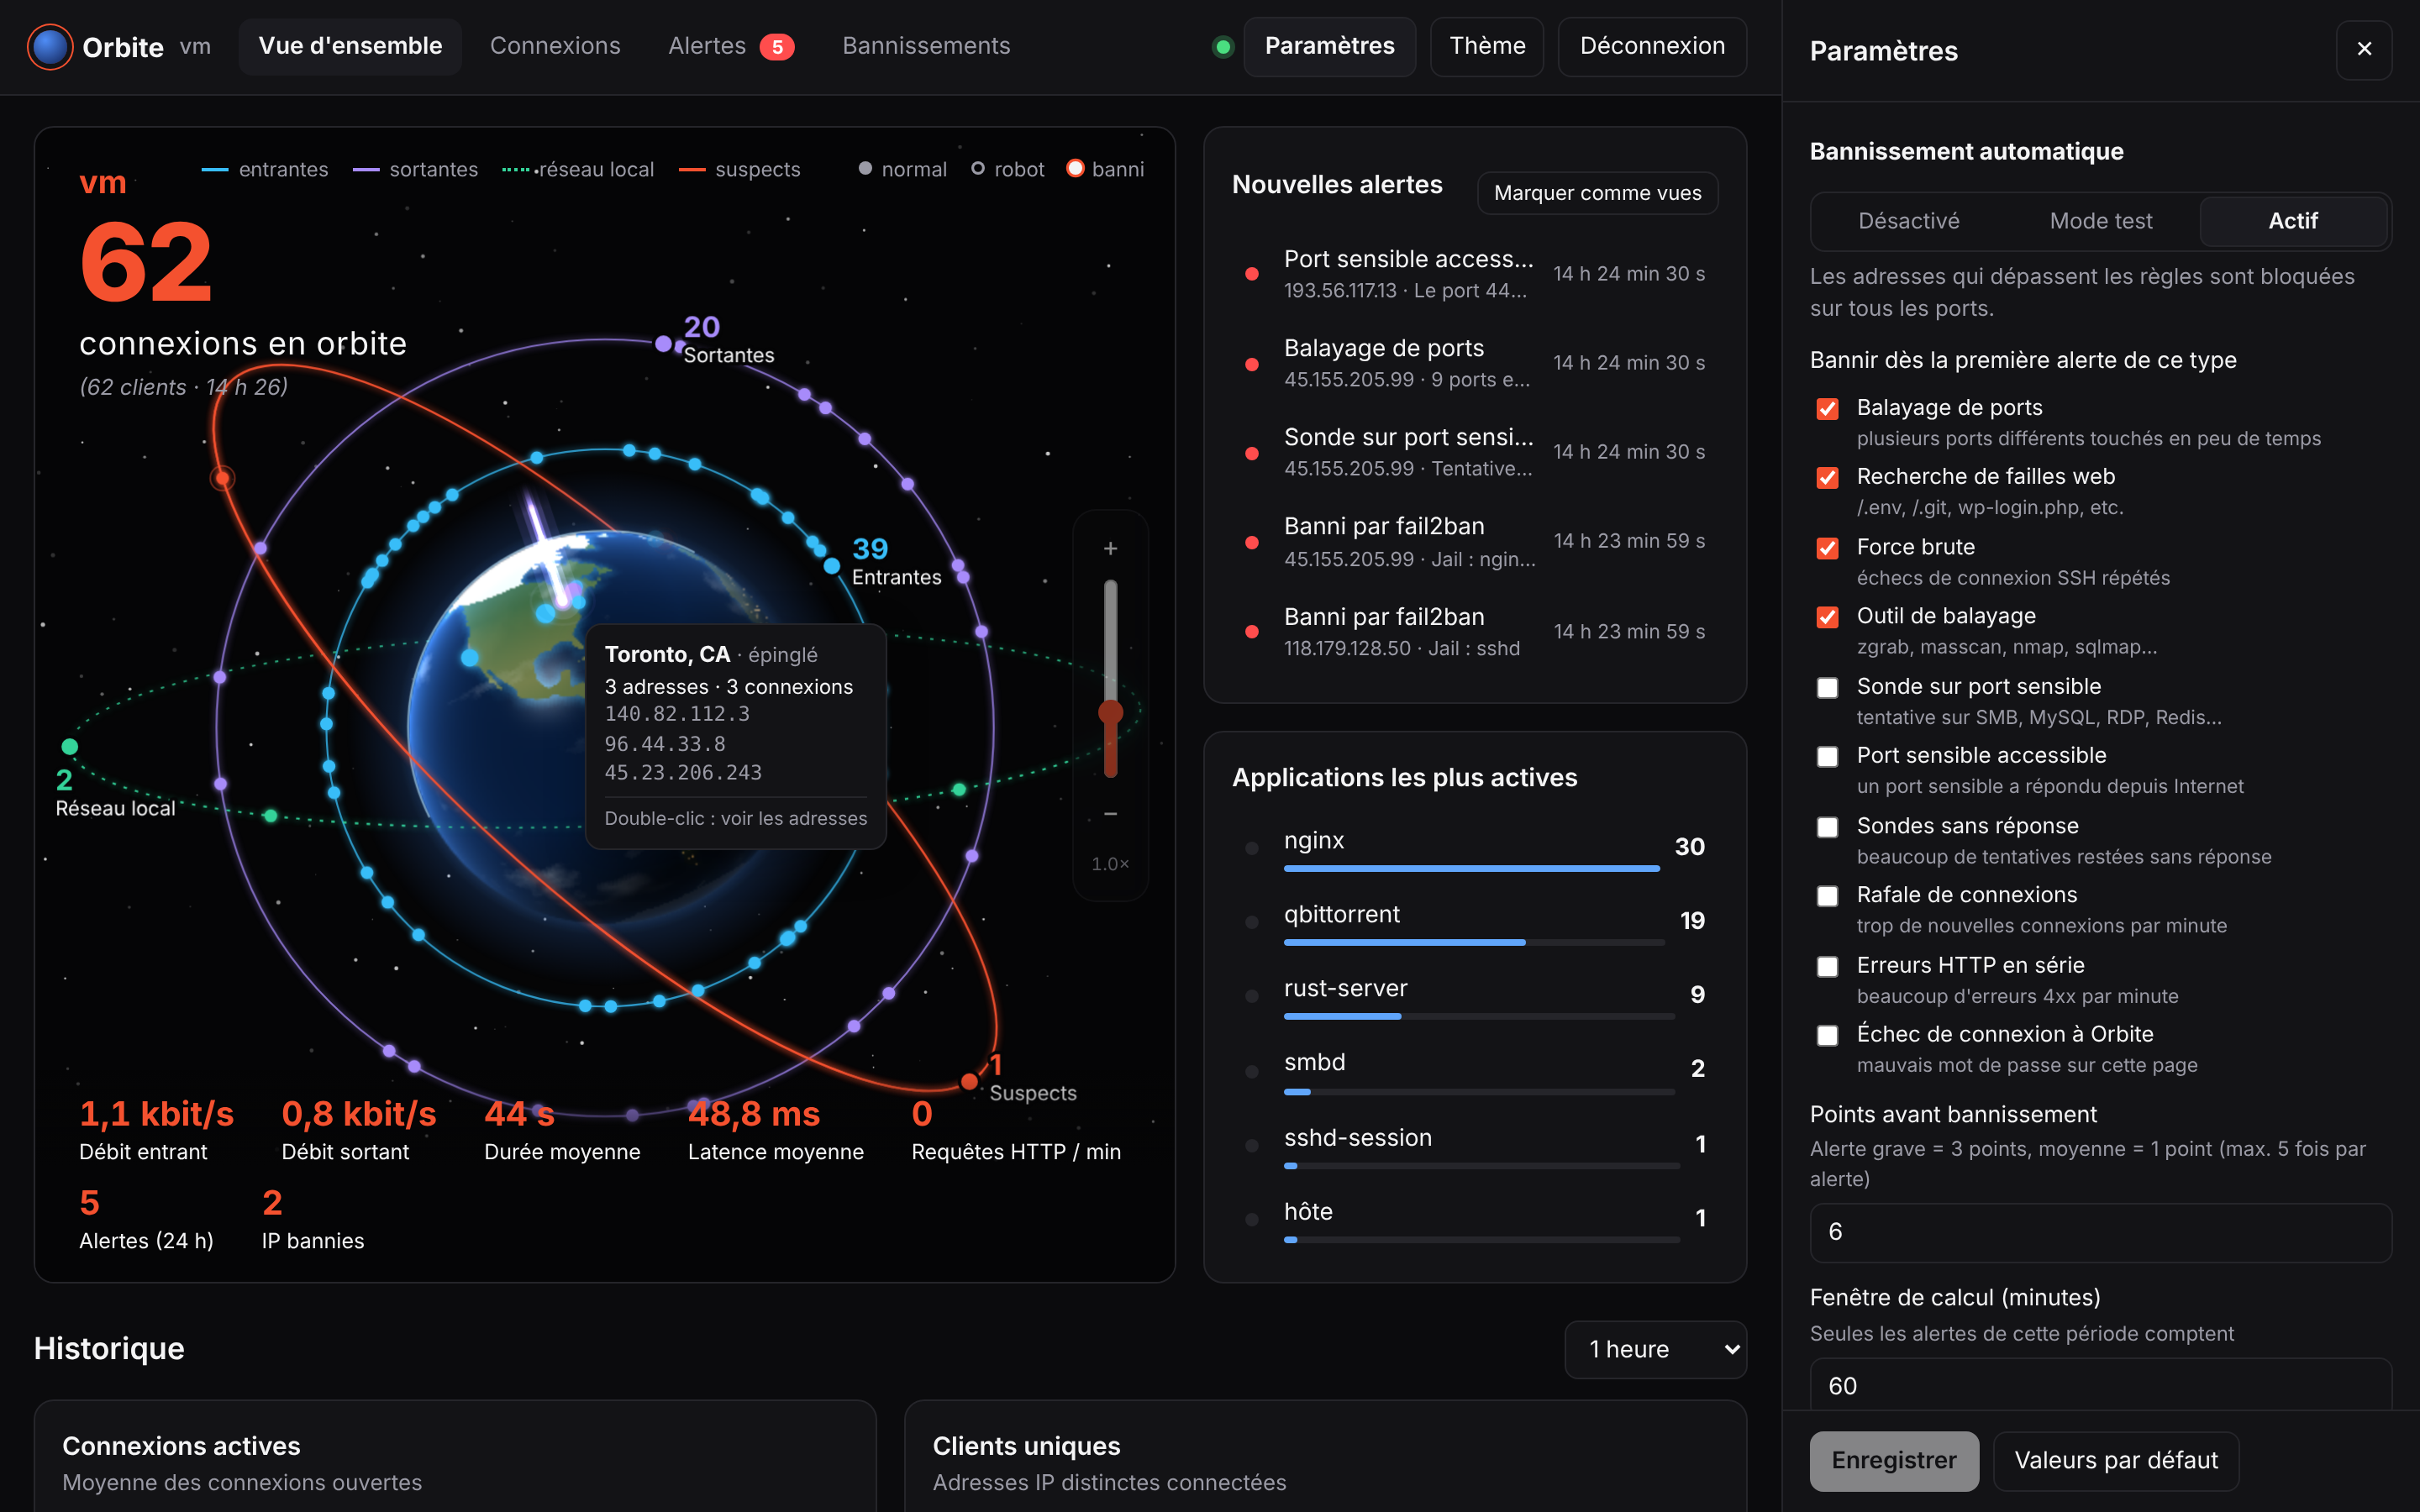 Orbite vm
Vue d'ensemble
Connexions
Alertes 5
Bannissements
Paramètres
Thème
Déconnexion
vm
entrantes
sortantes
réseau local
suspects
normal
robot
banni
62
connexions en orbite
(62 clients · 14 h 26)
20
Sortantes
39
Entrantes
Toronto, CA · épinglé
3 adresses · 3 connexions
140.82.112.3
96.44.33.8
45.23.206.243
Double-clic : voir les adresses
2
Réseau local
1
Suspects
+
−
1.0×
1,1 kbit/s
Débit entrant
0,8 kbit/s
Débit sortant
44 s
Durée moyenne
48,8 ms
Latence moyenne
0
Requêtes HTTP / min
5
Alertes (24 h)
2
IP bannies
Nouvelles alertes
Marquer comme vues
Port sensible access...
193.56.117.13 · Le port 44...
14 h 24 min 30 s
Balayage de ports
45.155.205.99 · 9 ports e...
14 h 24 min 30 s
Sonde sur port sensi...
45.155.205.99 · Tentative...
14 h 24 min 30 s
Banni par fail2ban
45.155.205.99 · Jail : ngin...
14 h 23 min 59 s
Banni par fail2ban
118.179.128.50 · Jail : sshd
14 h 23 min 59 s
Applications les plus actives
nginx 30
qbittorrent 19
rust-server 9
smbd 2
sshd-session 1
hôte 1
Historique
1 heure
Connexions actives
Moyenne des connexions ouvertes
Clients uniques
Adresses IP distinctes connectées
Paramètres
✕
Bannissement automatique
Désactivé
Mode test
Actif
Les adresses qui dépassent les règles sont bloquées
sur tous les ports.
Bannir dès la première alerte de ce type
Balayage de ports
plusieurs ports différents touchés en peu de temps
Recherche de failles web
/.env, /.git, wp-login.php, etc.
Force brute
échecs de connexion SSH répétés
Outil de balayage
zgrab, masscan, nmap, sqlmap...
Sonde sur port sensible
tentative sur SMB, MySQL, RDP, Redis...
Port sensible accessible
un port sensible a répondu depuis Internet
Sondes sans réponse
beaucoup de tentatives restées sans réponse
Rafale de connexions
trop de nouvelles connexions par minute
Erreurs HTTP en série
beaucoup d'erreurs 4xx par minute
Échec de connexion à Orbite
mauvais mot de passe sur cette page
Points avant bannissement
Alerte grave = 3 points, moyenne = 1 point (max. 5 fois par
alerte)
6
Fenêtre de calcul (minutes)
Seules les alertes de cette période comptent
60
Enregistrer
Valeurs par défaut